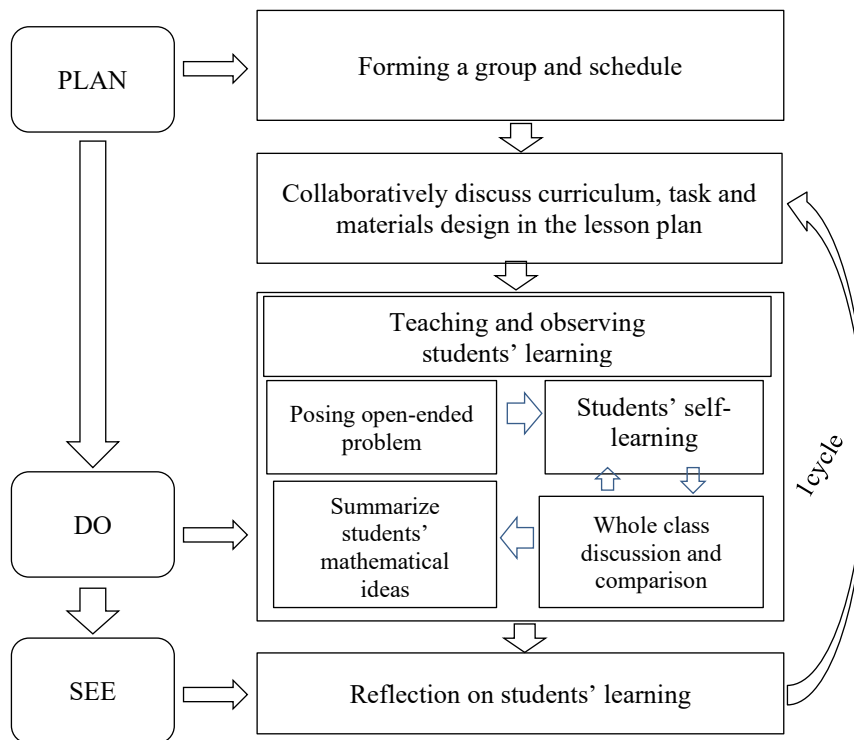 PLAN
Forming a group and schedule
Collaboratively discuss curriculum, task and
materials design in the lesson plan
Teaching and observing
students’ learning
Posing open-ended
problem
Students’ self-
learning
Summarize
students’
mathematical
ideas
Whole class
discussion and
comparison
1cycle
DO
SEE
Reflection on students’ learning